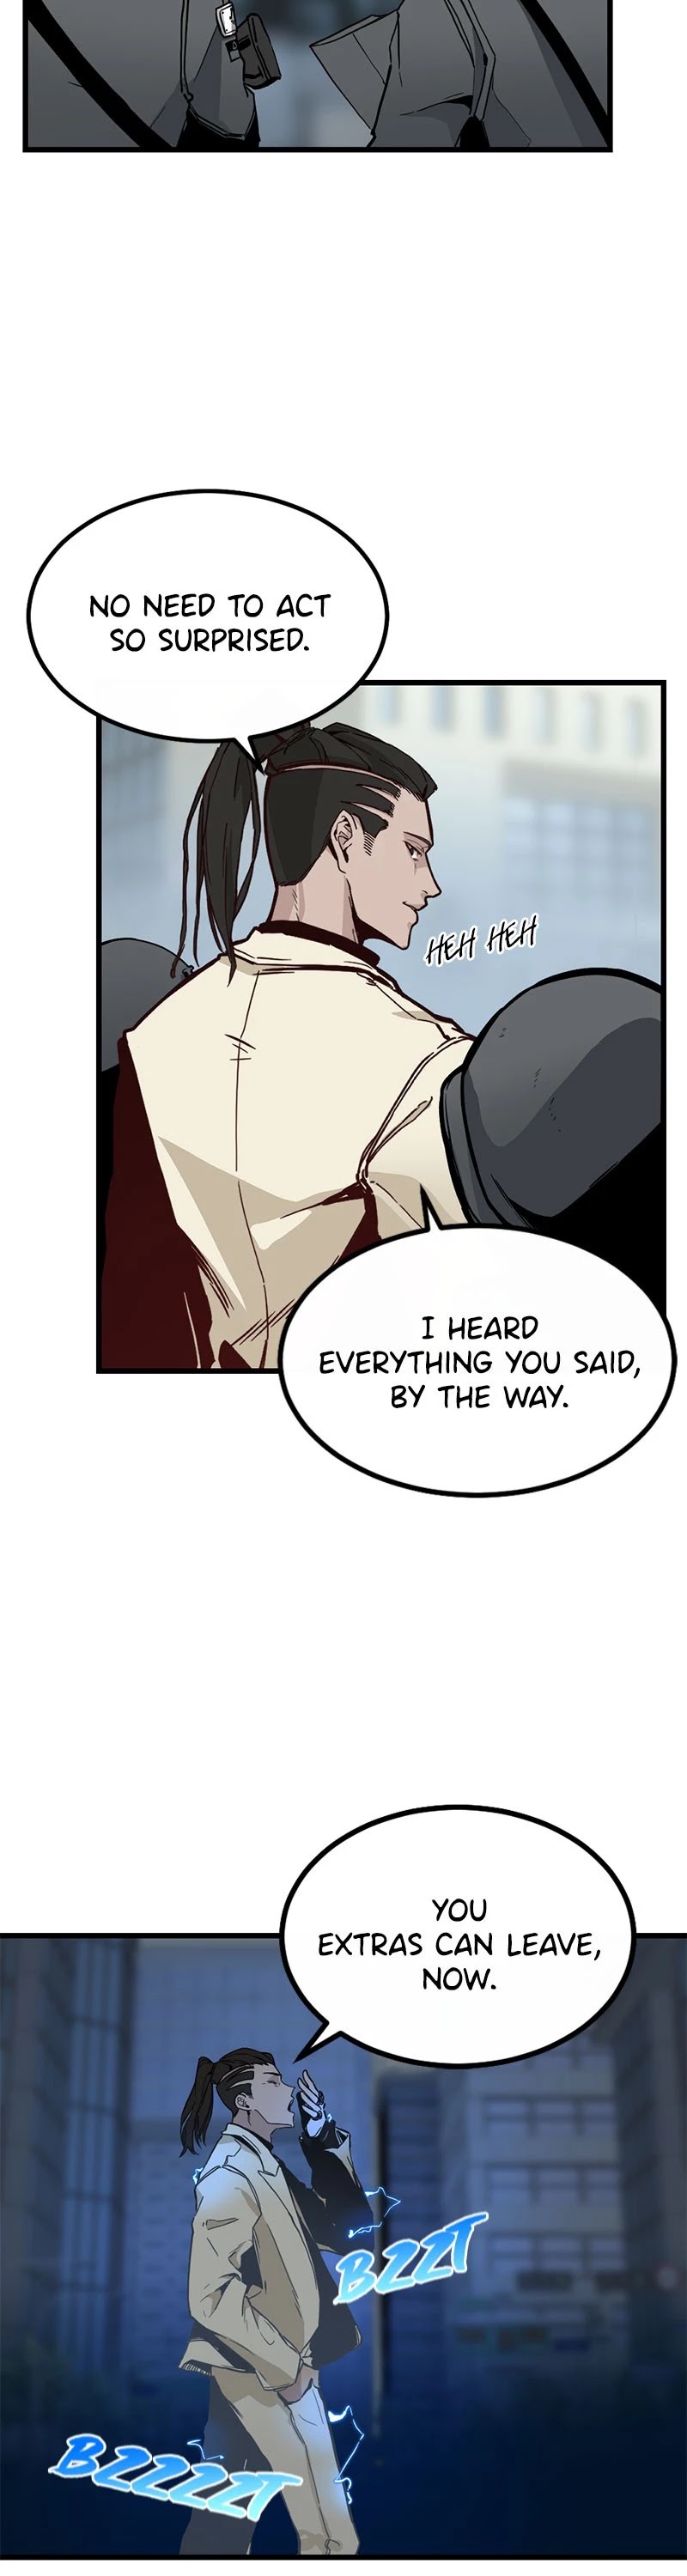 NO NEED TO ACT
SO SURPRISED.
HEH HEH
I HEARD
EVERYTHING YOU SAID,
BY THE WAY.
YOU
EXTRAS CAN LEAVE,
NOW.
BZZT
BZZZZT